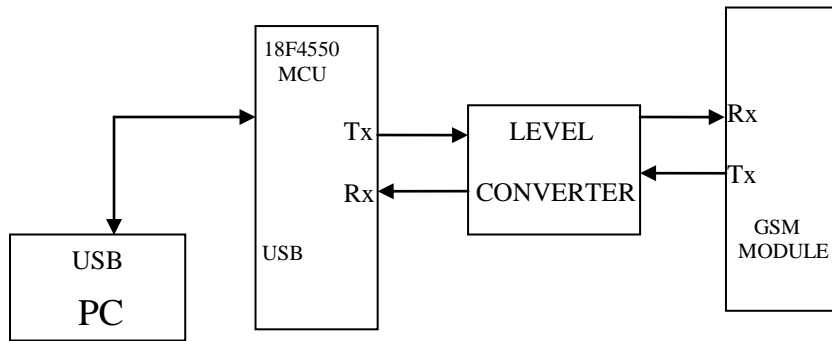 18F4550
MCU
Tx
Rx
USB
LEVEL
CONVERTER
Rx
Tx
GSM
MODULE
USB
PC